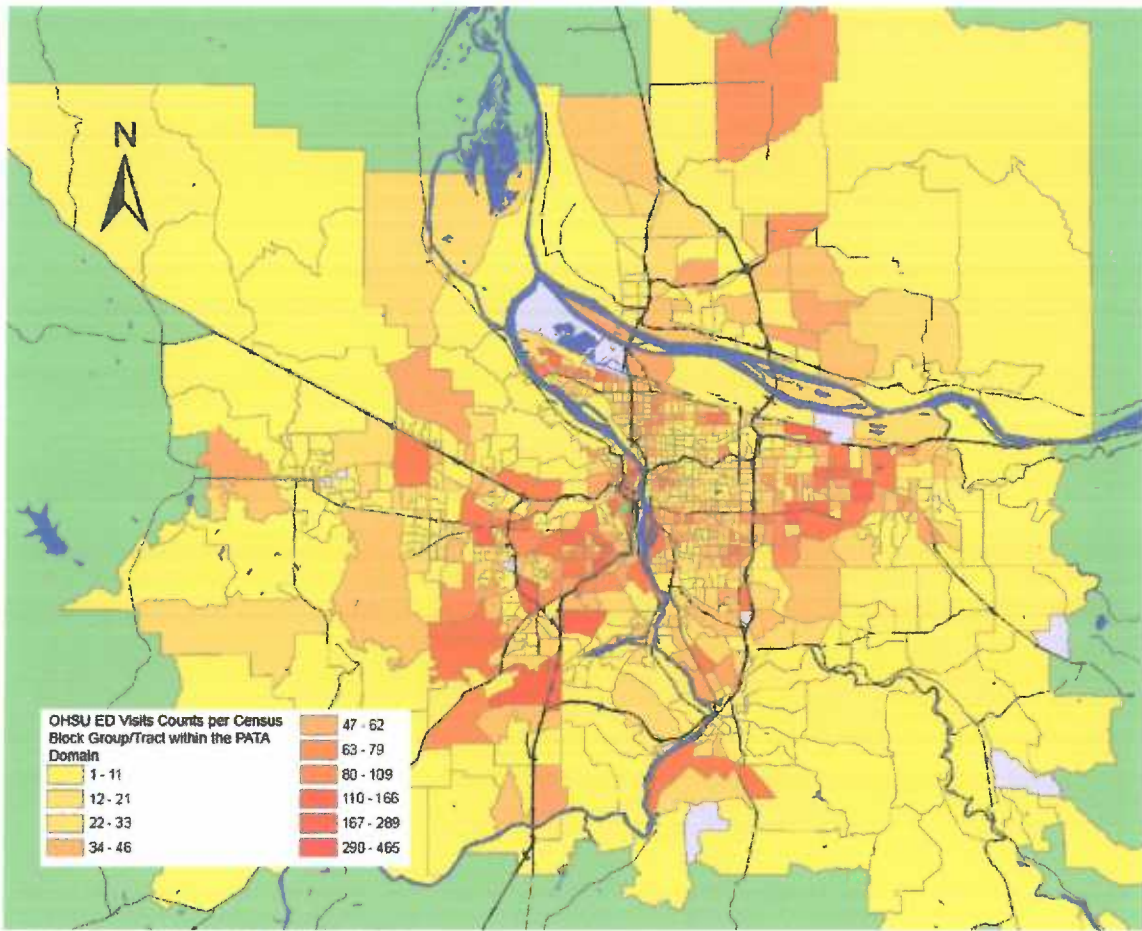 N
OHSU ED Visits Counts per Census
Block Group/Tract within the PATA
Domain
1 - 11
12 - 21
22 - 33
34 - 46
47 - 62
63 - 79
80 - 109
110 - 166
167 - 289
290 - 465